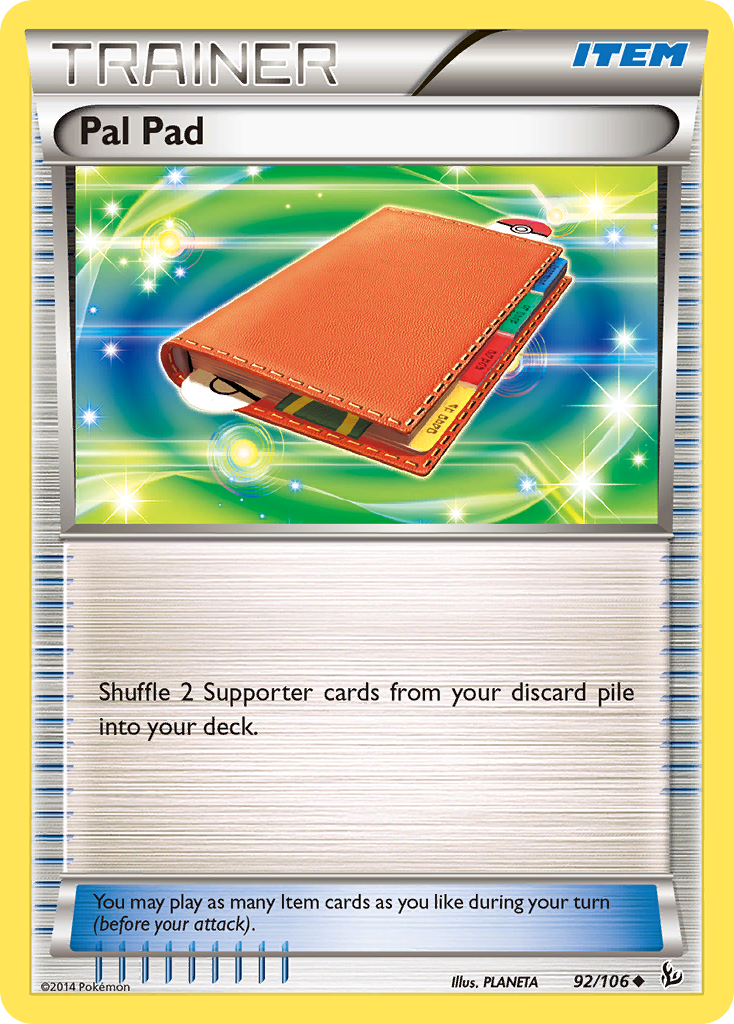 TRAINER
ITEM
Pal Pad
Shuffle 2 Supporter cards from your discard pile
into your deck.
You may play as many Item cards as you like during your turn
(before your attack).
©2014 Pokémon
Illus. PLANETA
92/106